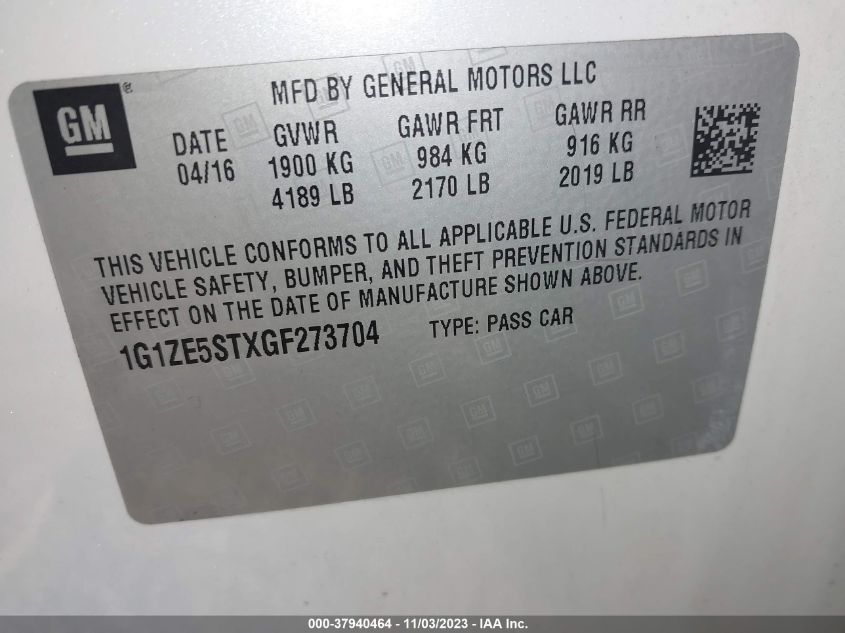 GM®
MFD BY GENERAL MOTORS LLC
DATE GVWR GAWR FRT GAWR RR
04/16 1900 KG 984 KG 916 KG
4189 LB 2170 LB 2019 LB
THIS VEHICLE CONFORMS TO ALL APPLICABLE U.S. FEDERAL MOTOR
VEHICLE SAFETY, BUMPER, AND THEFT PREVENTION STANDARDS IN
EFFECT ON THE DATE OF MANUFACTURE SHOWN ABOVE.
1G1ZE5STXGF273704 TYPE: PASS CAR
000-37940464 - 11/03/2023 - IAA Inc.